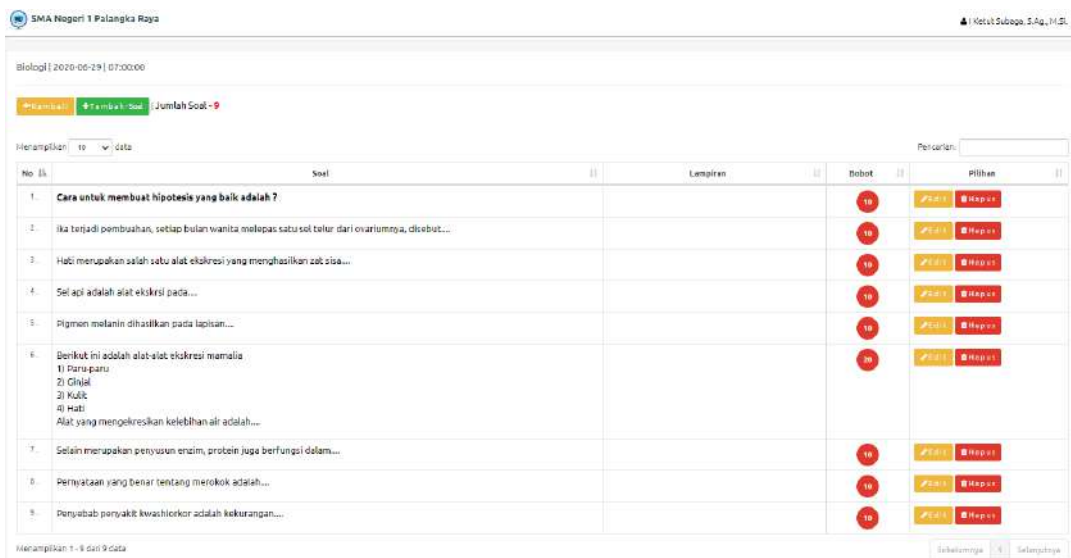 SMA Negeri 1 Palangka Raya
I Ketut Subaga, S.Ag., M.Si.
Biologi | 2020-06-29 | 07:00:00
Kembali
Tambah Soal
| Jumlah Soal - 9
Menampilkan 10 data
Pencarian:
No Soal Lampiran Bobot Pilihan
1. Cara untuk membuat hipotesis yang baik adalah ? 10 Edit Hapus
2. ika terjadi pembuahan, setiap bulan wanita melepas satu sel telur dari ovariumnya, disebut.... 10 Edit Hapus
3. Hati merupakan salah satu alat ekskresi yang menghasilkan zat sisa.... 10 Edit Hapus
4. Sel api adalah alat ekskrsi pada.... 10 Edit Hapus
5. Pigmen melanin dihasilkan pada lapisan.... 10 Edit Hapus
6. Berikut ini adalah alat-alat ekskresi mamalia 20 Edit Hapus
1) Paru-paru
2) Ginjal
3) Kulit
4) Hati
Alat yang mengekresikan kelebihan air adalah....
7. Selain merupakan penyusun enzim, protein juga berfungsi dalam.... 10 Edit Hapus
8. Pernyataan yang benar tentang merokok adalah.... 10 Edit Hapus
9. Penyebab penyakit kwashiorkor adalah kekurangan.... 10 Edit Hapus
Menampilkan 1 - 9 dari 9 data
Sebelumnya 1 Selanjutnya